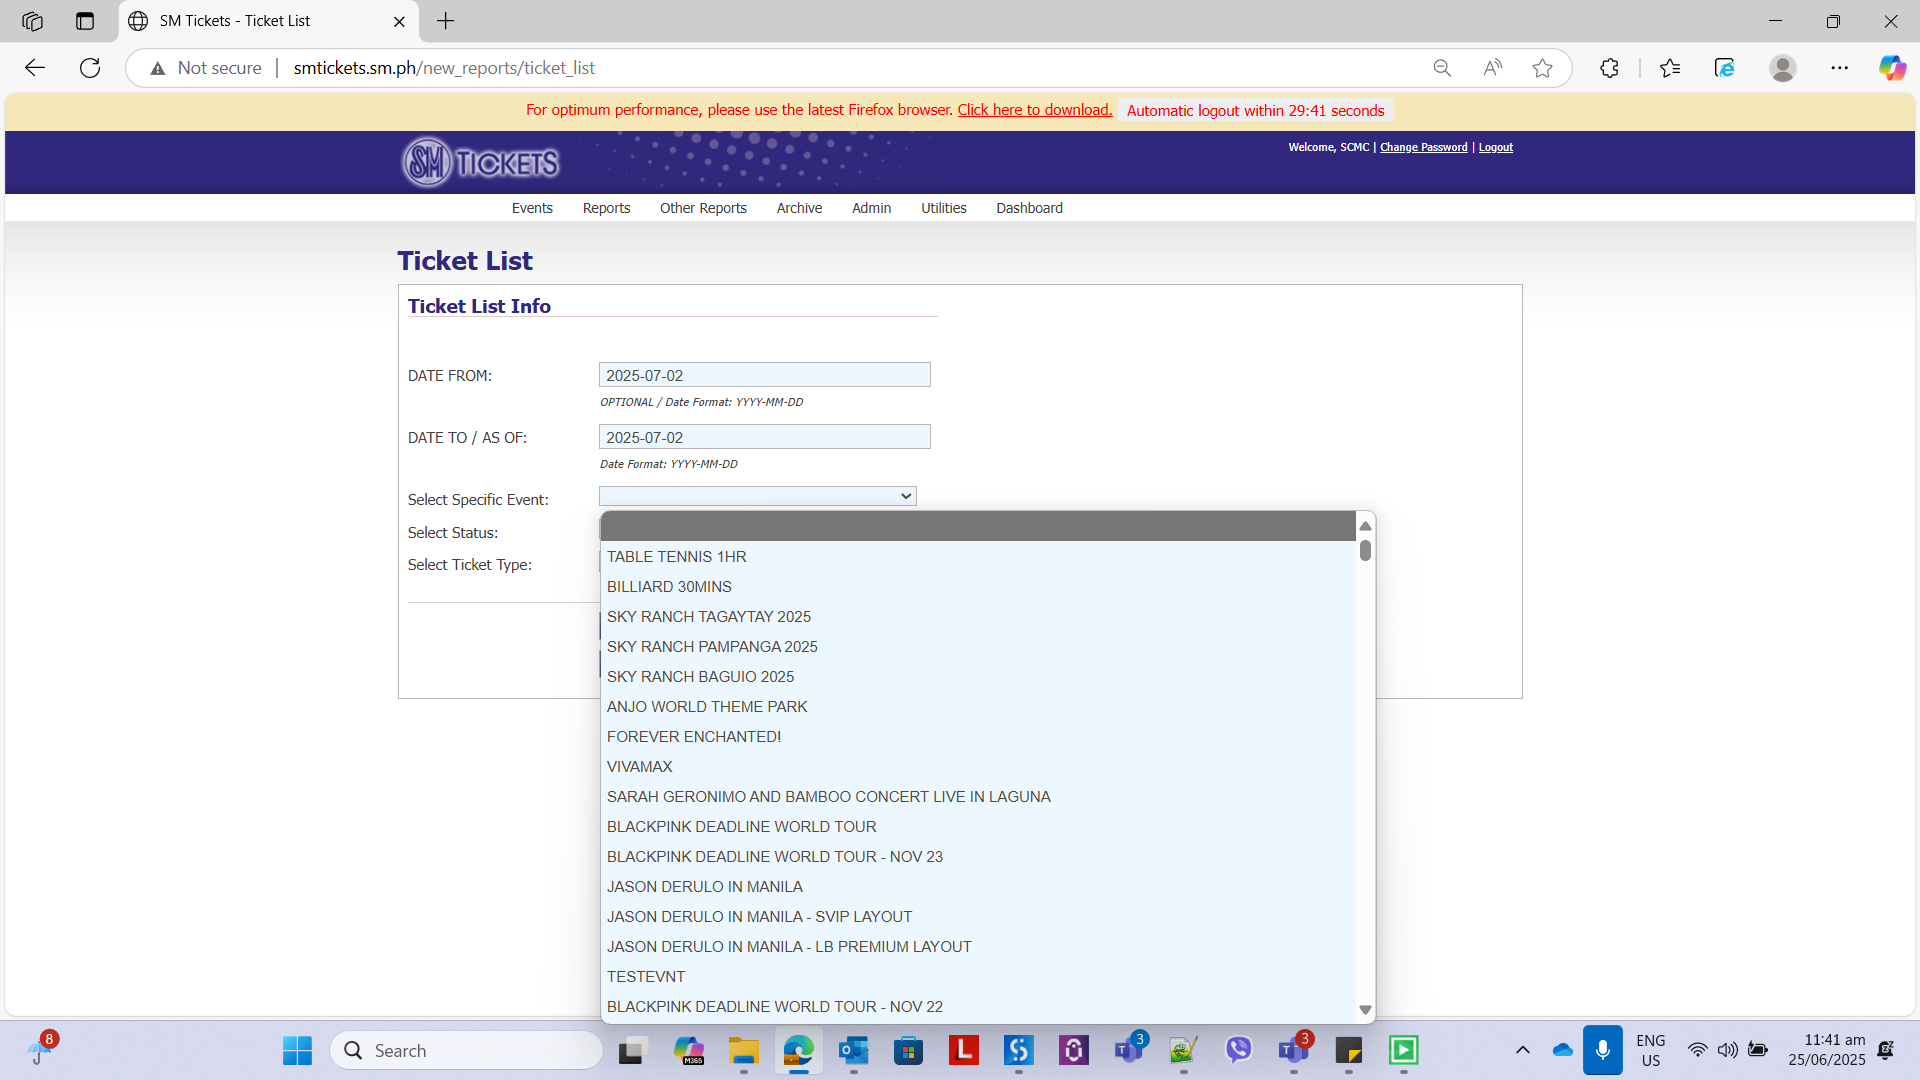 SM Tickets - Ticket List
Not secure
smtickets.sm.ph/new_reports/ticket_list
For optimum performance, please use the latest Firefox browser. Click here to download. Automatic logout within 29:41 seconds
SM TICKETS
Welcome, SCMC | Change Password | Logout
Events Reports Other Reports Archive Admin Utilities Dashboard
Ticket List
Ticket List Info
DATE FROM: 2025-07-02
OPTIONAL / Date Format: YYYY-MM-DD
DATE TO / AS OF: 2025-07-02
Date Format: YYYY-MM-DD
Select Specific Event:
Select Status:
Select Ticket Type:
TABLE TENNIS 1HR
BILLIARD 30MINS
SKY RANCH TAGAYTAY 2025
SKY RANCH PAMPANGA 2025
SKY RANCH BAGUIO 2025
ANJO WORLD THEME PARK
FOREVER ENCHANTED!
VIVAMAX
SARAH GERONIMO AND BAMBOO CONCERT LIVE IN LAGUNA
BLACKPINK DEADLINE WORLD TOUR
BLACKPINK DEADLINE WORLD TOUR - NOV 23
JASON DERULO IN MANILA
JASON DERULO IN MANILA - SVIP LAYOUT
JASON DERULO IN MANILA - LB PREMIUM LAYOUT
TESTEVNT
BLACKPINK DEADLINE WORLD TOUR - NOV 22
8
Search
M365
L
3
3
ENG
US
11:41 am
25/06/2025